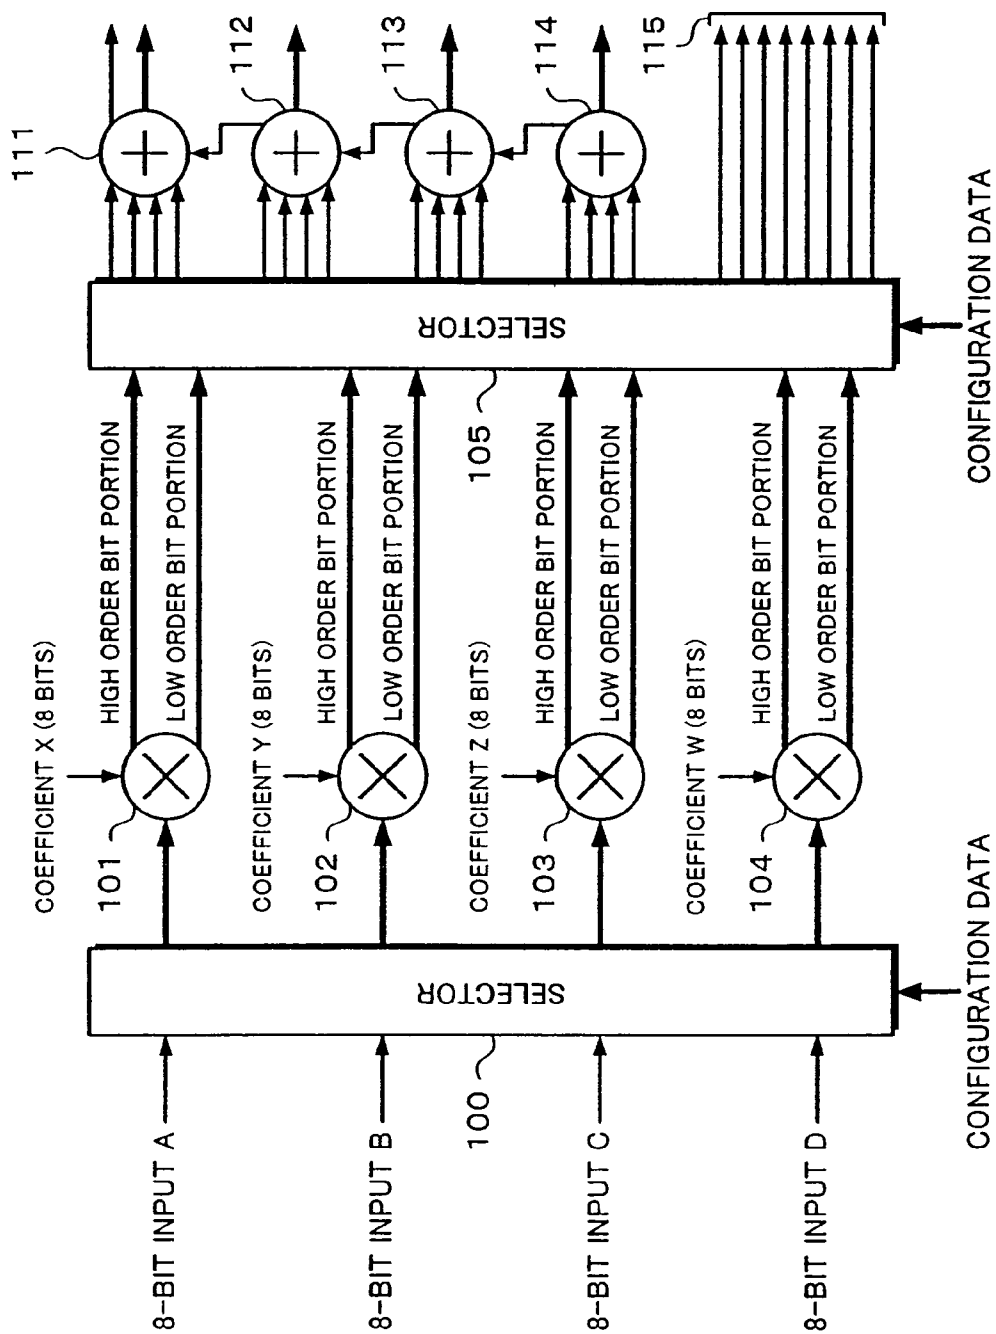 8-BIT INPUT A
8-BIT INPUT B
8-BIT INPUT C
8-BIT INPUT D
100
SELECTOR
CONFIGURATION DATA
COEFFICIENT X (8 BITS)
101
COEFFICIENT Y (8 BITS)
102
COEFFICIENT Z (8 BITS)
103
COEFFICIENT W (8 BITS)
104
HIGH ORDER BIT PORTION
LOW ORDER BIT PORTION
HIGH ORDER BIT PORTION
LOW ORDER BIT PORTION
HIGH ORDER BIT PORTION
LOW ORDER BIT PORTION
HIGH ORDER BIT PORTION
LOW ORDER BIT PORTION
105
SELECTOR
CONFIGURATION DATA
111
112
113
114
115